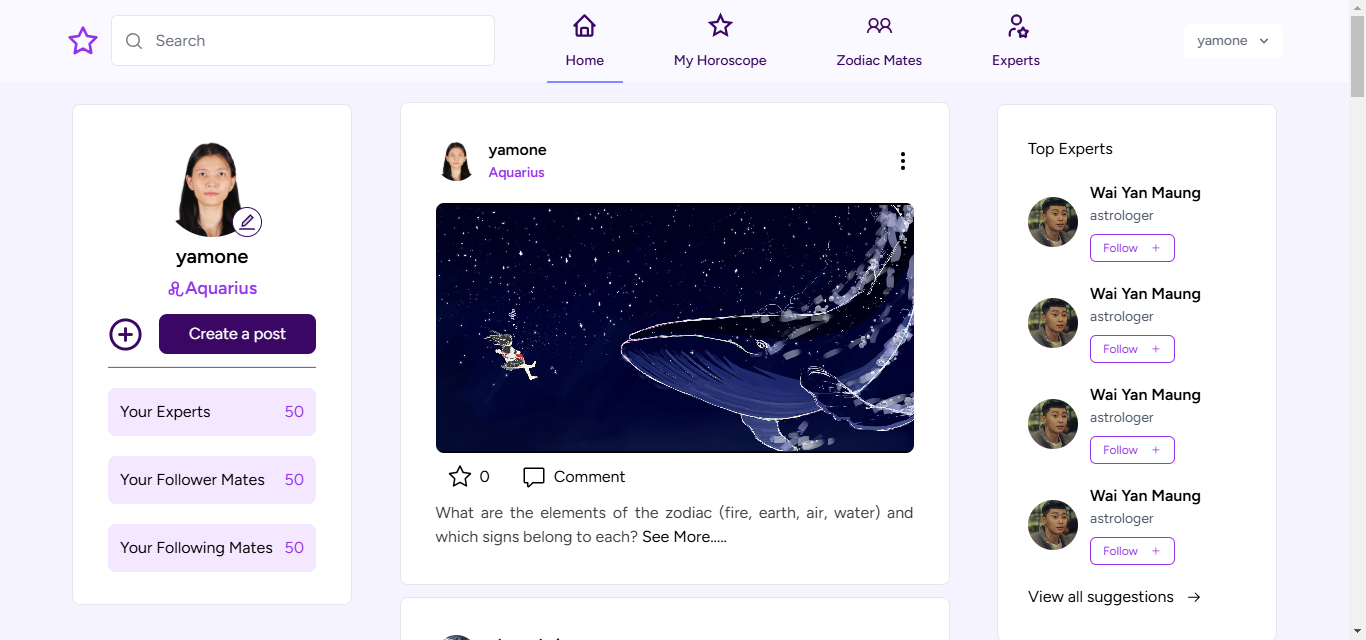 Search
Home
My Horoscope
Zodiac Mates
Experts
yamone
yamone
Aquarius
Create a post
Your Experts 50
Your Follower Mates 50
Your Following Mates 50
yamone
Aquarius
0 Comment
What are the elements of the zodiac (fire, earth, air, water) and
which signs belong to each? See More.....
Top Experts
Wai Yan Maung
astrologer
Follow +
Wai Yan Maung
astrologer
Follow +
Wai Yan Maung
astrologer
Follow +
Wai Yan Maung
astrologer
Follow +
View all suggestions →